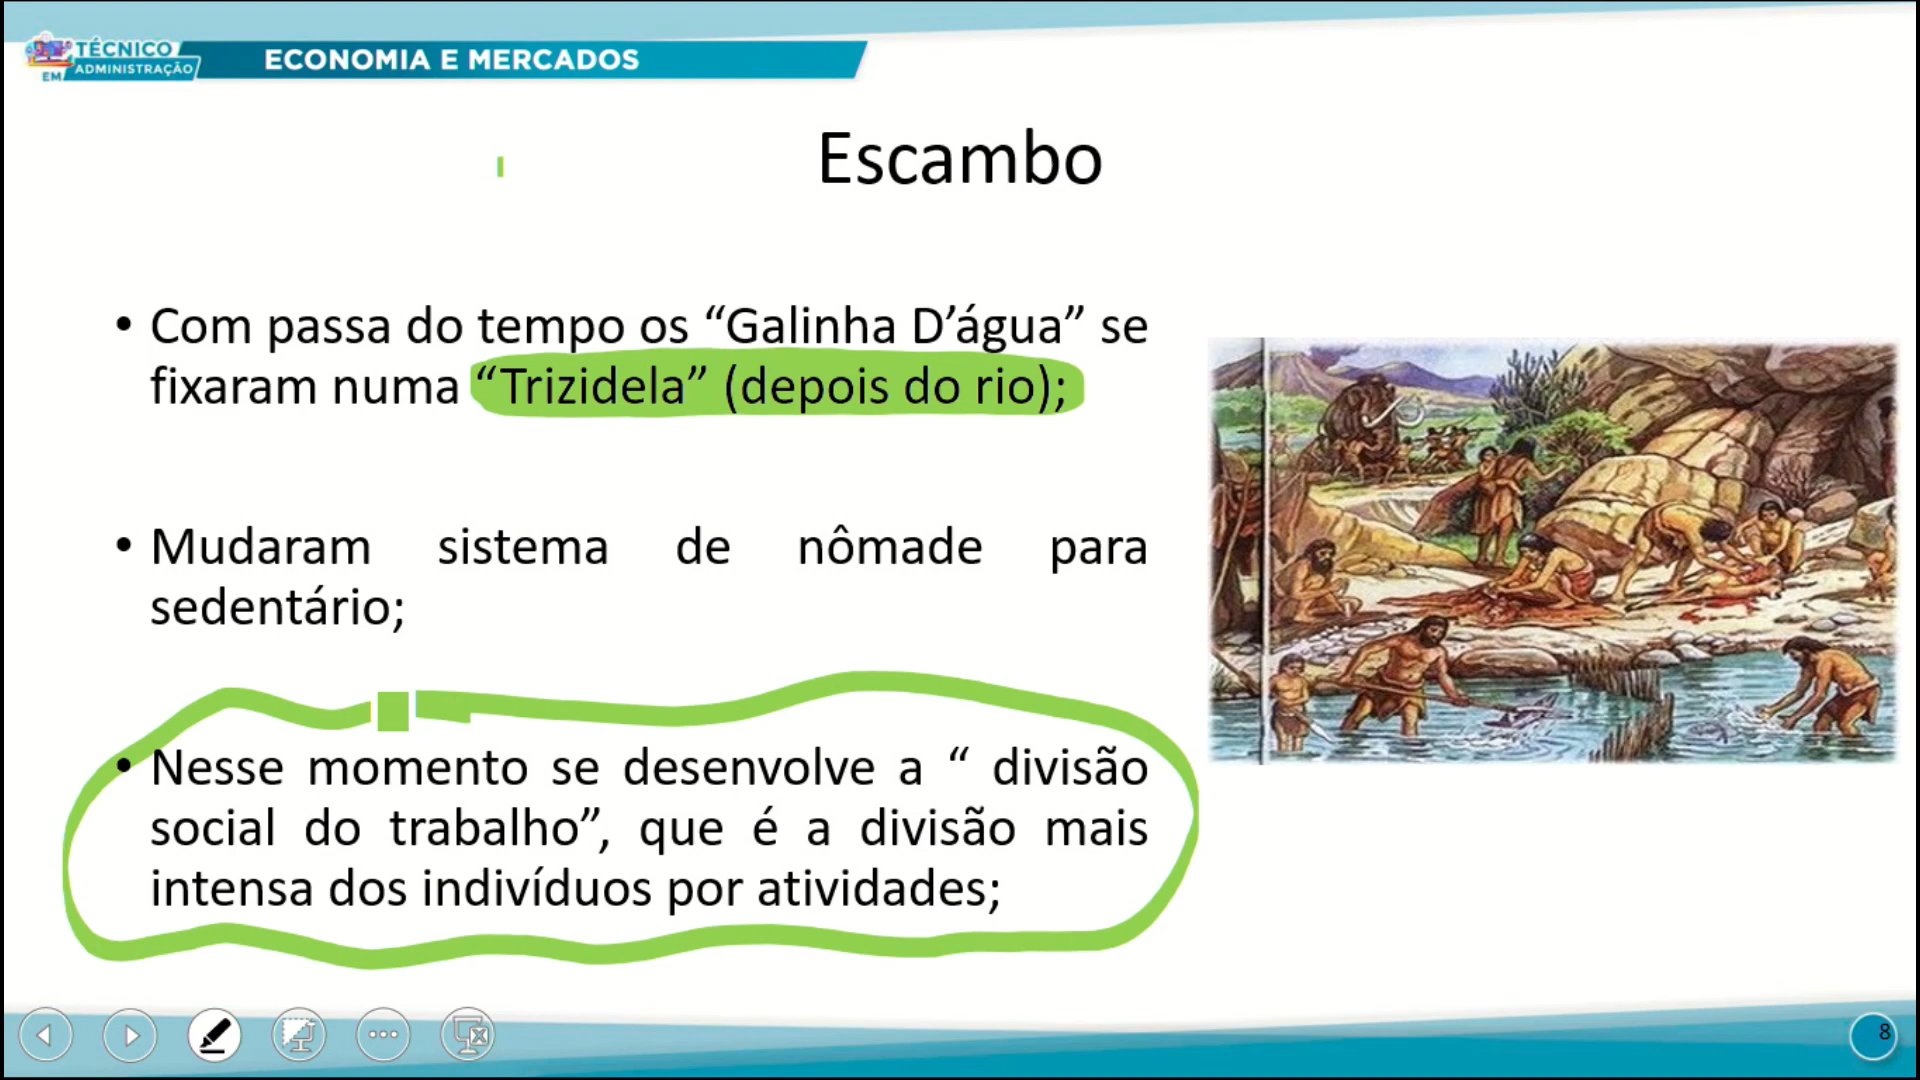 TÉCNICO
EM ADMINISTRAÇÃO
ECONOMIA E MERCADOS
Escambo
• Com passa do tempo os “Galinha D’água” se
fixaram numa “Trizidela” (depois do rio);
• Mudaram sistema de nômade para
sedentário;
• Nesse momento se desenvolve a “ divisão
social do trabalho”, que é a divisão mais
intensa dos indivíduos por atividades;
8